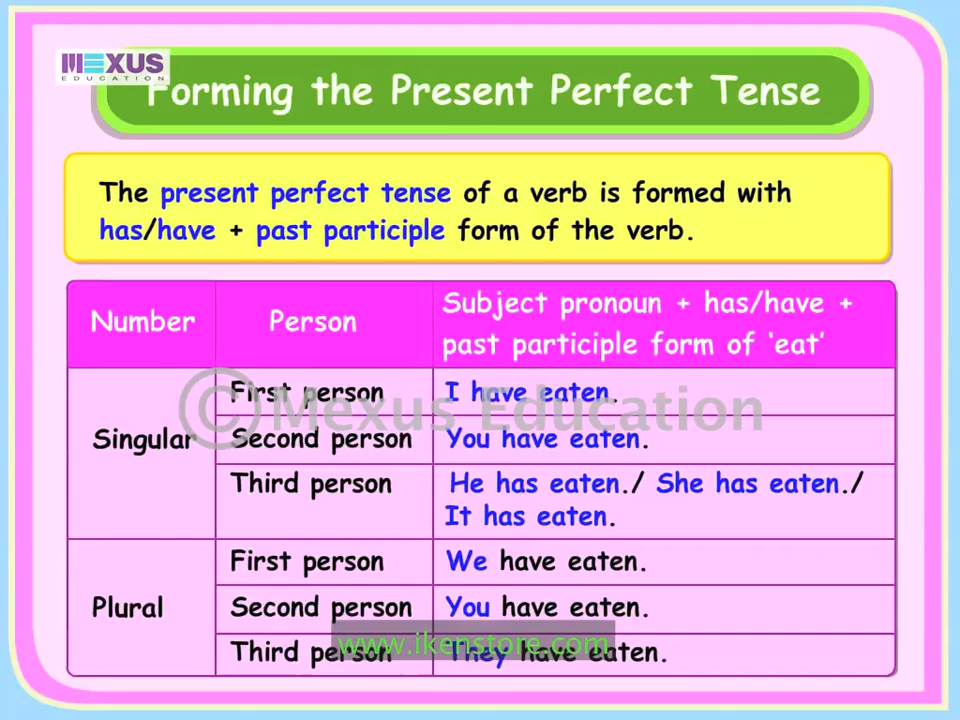 MEXUS
EDUCATION
Forming the Present Perfect Tense
The present perfect tense of a verb is formed with
has/have + past participle form of the verb.
Number Person Subject pronoun + has/have +
past participle form of ‘eat’
First person I have eaten.
© Mexus Education
Singular Second person You have eaten.
Third person He has eaten./ She has eaten./
It has eaten.
First person We have eaten.
Plural Second person You have eaten.
www.ikenstore.com
Third person They have eaten.